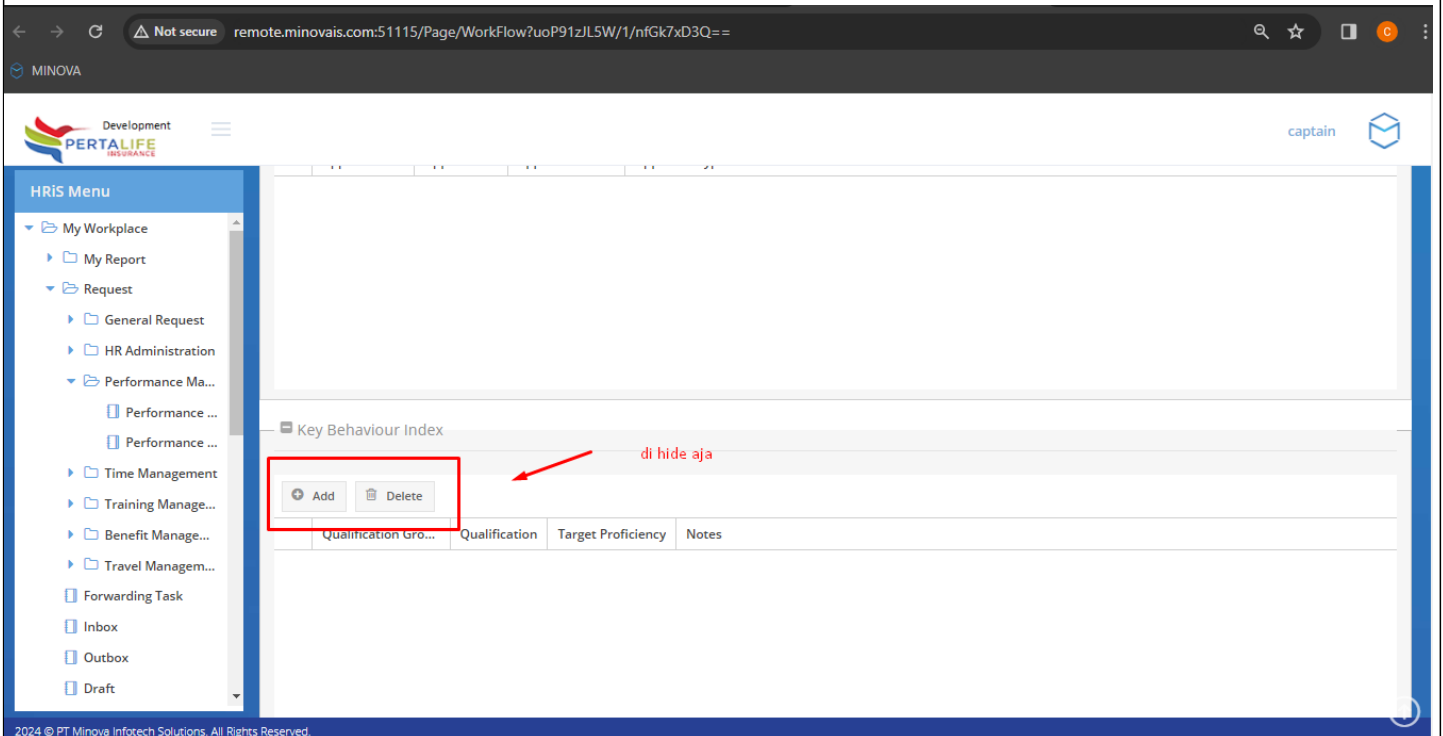 Not secure remote.minovais.com:51115/Page/WorkFlow?uoP91zJL5W/1/nfGk7xD3Q==
C
MINOVA
Development
PERTALIFE
INSURANCE
captain
HRiS Menu
My Workplace
My Report
Request
General Request
HR Administration
Performance Ma...
Performance ...
Performance ...
Time Management
Training Manage...
Benefit Manage...
Travel Managem...
Forwarding Task
Inbox
Outbox
Draft
Key Behaviour Index
di hide aja
Add Delete
Qualification Gro... Qualification Target Proficiency Notes
2024 © PT Minova Infotech Solutions. All Rights Reserved.